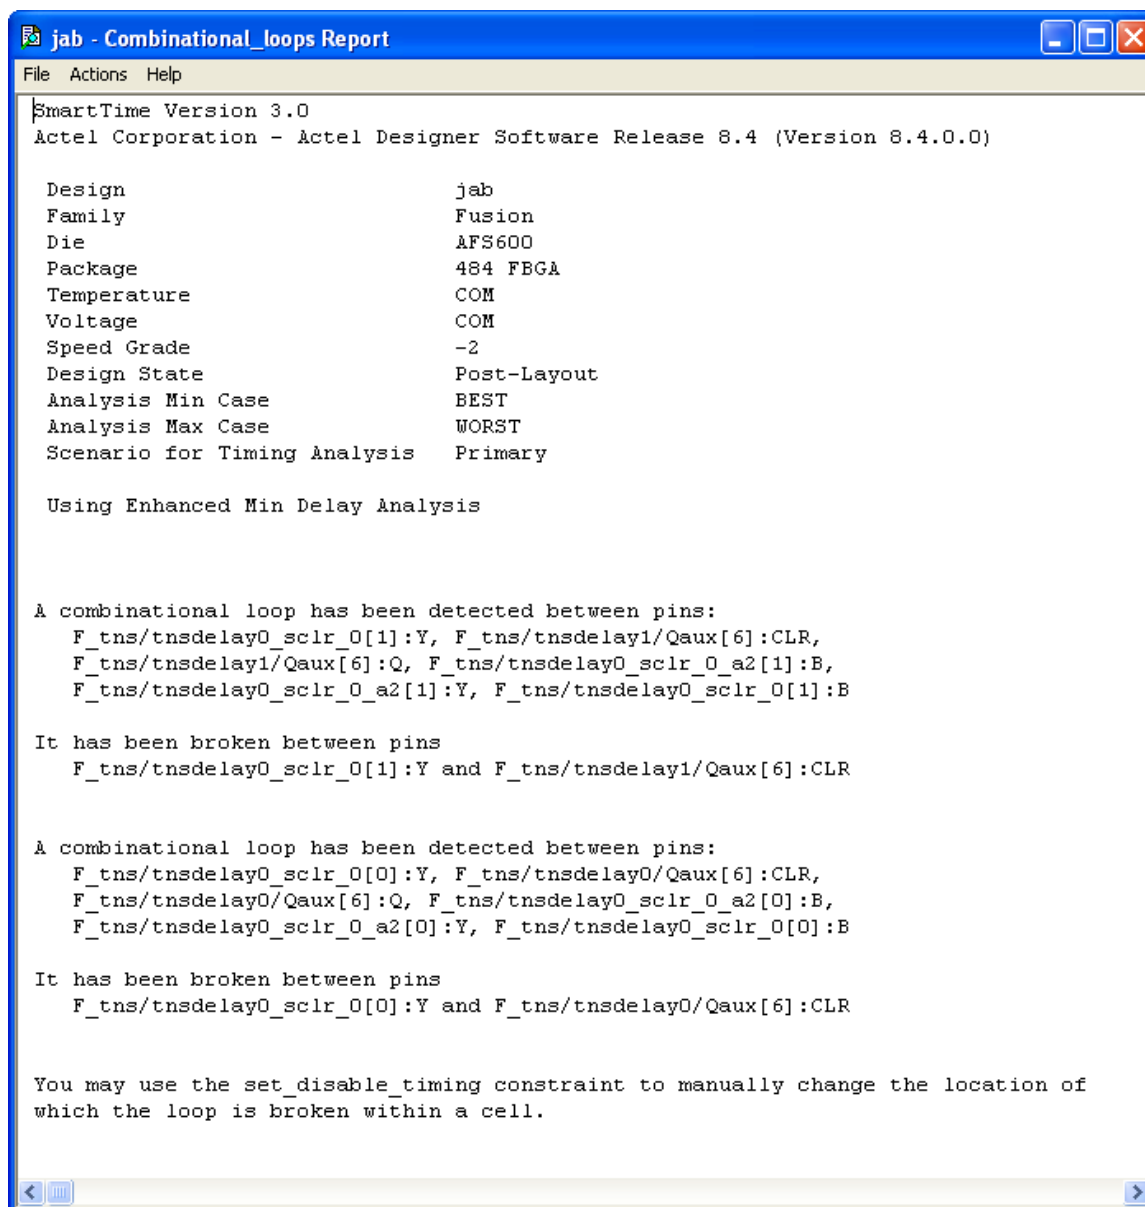 jab - Combinational_loops Report
File Actions Help
SmartTime Version 3.0
Actel Corporation - Actel Designer Software Release 8.4 (Version 8.4.0.0)
Design jab
Family Fusion
Die AFS600
Package 484 FBGA
Temperature COM
Voltage COM
Speed Grade -2
Design State Post-Layout
Analysis Min Case BEST
Analysis Max Case WORST
Scenario for Timing Analysis Primary
Using Enhanced Min Delay Analysis
A combinational loop has been detected between pins:
F_tns/tnsdelay0_sclr_0[1]:Y, F_tns/tnsdelay1/Qaux[6]:CLR,
F_tns/tnsdelay1/Qaux[6]:Q, F_tns/tnsdelay0_sclr_0_a2[1]:B,
F_tns/tnsdelay0_sclr_0_a2[1]:Y, F_tns/tnsdelay0_sclr_0[1]:B
It has been broken between pins
F_tns/tnsdelay0_sclr_0[1]:Y and F_tns/tnsdelay1/Qaux[6]:CLR
A combinational loop has been detected between pins:
F_tns/tnsdelay0_sclr_0[0]:Y, F_tns/tnsdelay0/Qaux[6]:CLR,
F_tns/tnsdelay0/Qaux[6]:Q, F_tns/tnsdelay0_sclr_0_a2[0]:B,
F_tns/tnsdelay0_sclr_0_a2[0]:Y, F_tns/tnsdelay0_sclr_0[0]:B
It has been broken between pins
F_tns/tnsdelay0_sclr_0[0]:Y and F_tns/tnsdelay0/Qaux[6]:CLR
You may use the set_disable_timing constraint to manually change the location of
which the loop is broken within a cell.